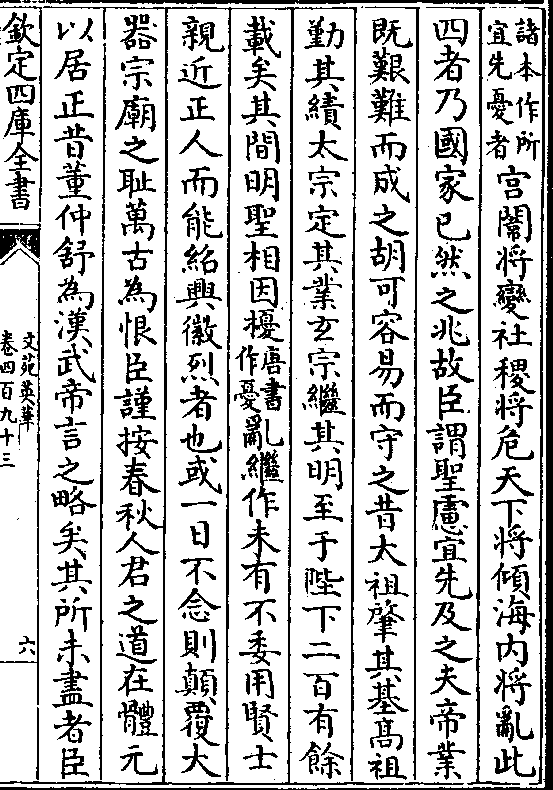 諸本作所
宜先憂者
宮闈將變社稷將危天下將傾海内將亂此
四者乃國家已然之兆故臣謂聖慮宜先及之夫帝業
既艱難而成之胡可容易而守之昔太祖肇其基高祖
勤其績太宗定其業玄宗繼其明至于陛下二百有餘
載矣其間明聖相因擾唐書作憂亂繼作未有不委用賢士
親近正人而能紹興徽烈者也或一日不念則顛覆大
器宗廟之耻萬古為恨臣謹按春秋人君之道在體元
以居正昔董仲舒為漢武帝言之略矣其所未盡者臣
欽定四庫全書
文苑英華
卷四百九十三
六